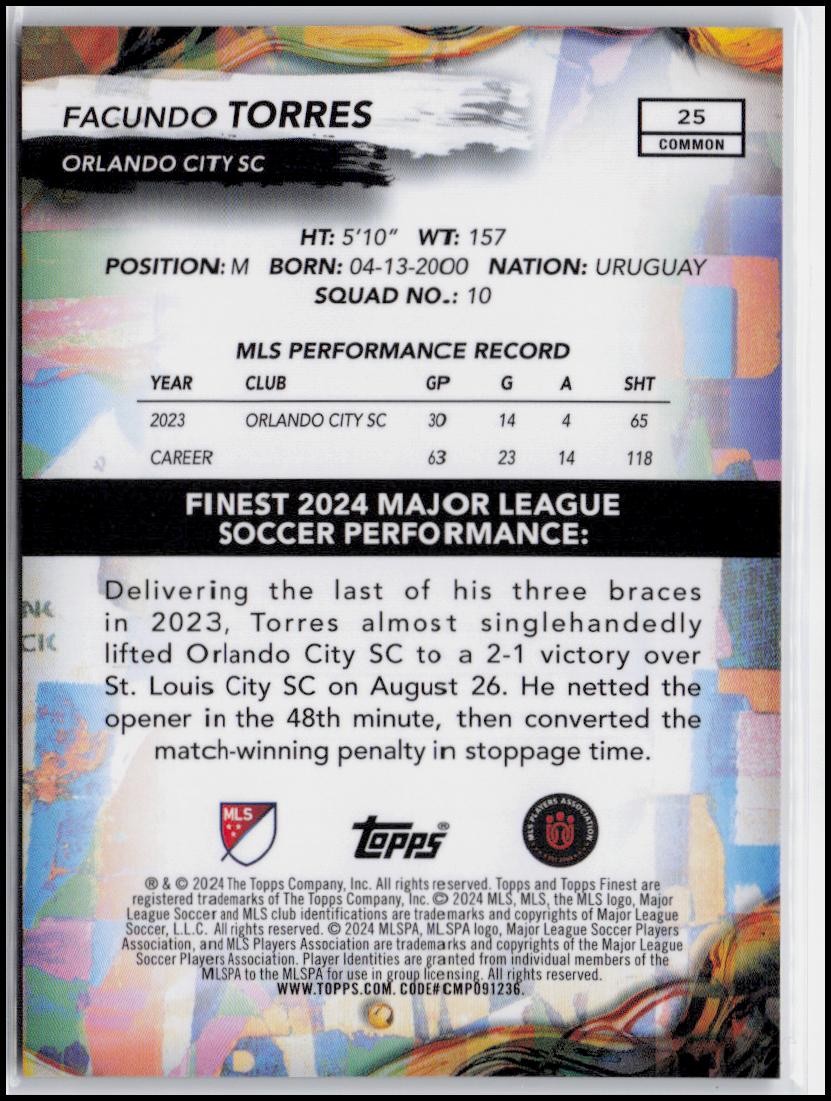 FACUNDO TORRES
ORLANDO CITY SC
25
COMMON
HT: 5'10" WT: 157
POSITION: M BORN: 04-13-2000 NATION: URUGUAY
SQUAD NO.: 10
MLS PERFORMANCE RECORD
YEAR CLUB GP G A SHT
2023 ORLANDO CITY SC 30 14 4 65
CAREER 63 23 14 118
FINEST 2024 MAJOR LEAGUE
SOCCER PERFORMANCE:
Delivering the last of his three braces
in 2023, Torres almost singlehandedly
lifted Orlando City SC to a 2-1 victory over
St. Louis City SC on August 26. He netted the
opener in the 48th minute, then converted the
match-winning penalty in stoppage time.
MLS
Topps®
MLS PLAYERS ASSOCIATION
® & © 2024 The Topps Company, Inc. All rights reserved. Topps and Topps Finest are
registered trademarks of The Topps Company, Inc. © 2024 MLS, MLS, the MLS logo, Major
League Soccer and MLS club identifications are trademarks and copyrights of Major League
Soccer, L.L.C. All rights reserved. © 2024 MLSPA, MLSPA logo, Major League Soccer Players
Association, and MLS Players Association are trademarks and copyrights of the Major League
Soccer Players Association. Player Identities are granted from individual members of the
MLSPA to the MLSPA for use in group licensing. All rights reserved.
WWW.TOPPS.COM. CODE# CMP091236.